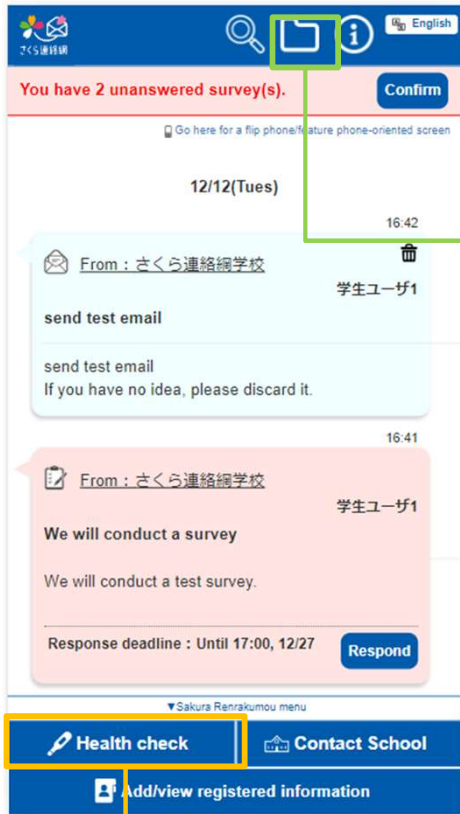 さくら連絡網
English
You have 2 unanswered survey(s).
Confirm
Go here for a flip phone/feature phone-oriented screen
12/12(Tues)
16:42
From：さくら連絡網学校
学生ユーザ1
send test email
send test email
If you have no idea, please discard it.
16:41
From：さくら連絡網学校
学生ユーザ1
We will conduct a survey
We will conduct a test survey.
Response deadline：Until 17:00, 12/27
Respond
▼Sakura Renrakumou menu
Health check
Contact School
Add/view registered information